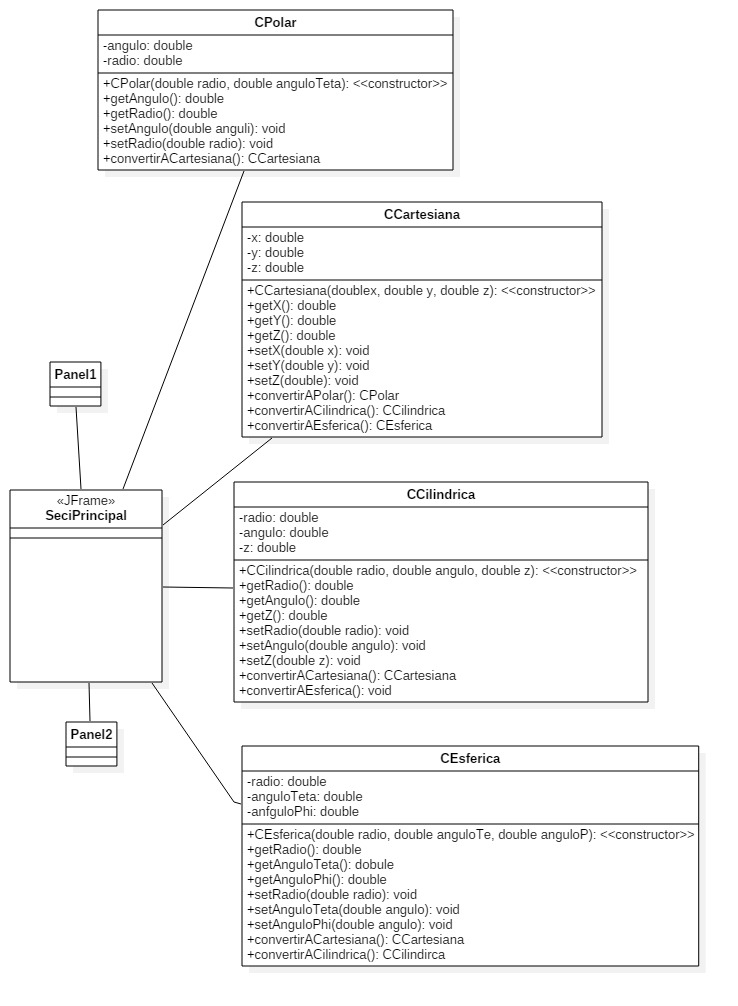 CPolar
-angulo: double
-radio: double
+CPolar(double radio, double anguloTeta): <<constructor>>
+getAngulo(): double
+getRadio(): double
+setAngulo(double anguli): void
+setRadio(double radio): void
+convertirACartesiana(): CCartesiana
CCartesiana
-x: double
-y: double
-z: double
+CCartesiana(doublex, double y, double z): <<constructor>>
+getX(): double
+getY(): double
+getZ(): double
+setX(double x): void
+setY(double y): void
+setZ(double): void
+convertirAPolar(): CPolar
+convertirACilindrica(): CCilindrica
+convertirAEsferica(): CEsferica
Panel1
«JFrame»
SeciPrincipal
CCilindrica
-radio: double
-angulo: double
-z: double
+CCilindrica(double radio, double angulo, double z): <<constructor>>
+getRadio(): double
+getAngulo(): double
+getZ(): double
+setRadio(double radio): void
+setAngulo(double angulo): void
+setZ(double z): void
+convertirACartesiana(): CCartesiana
+convertirAEsferica(): void
Panel2
CEsferica
-radio: double
-anguloTeta: double
-anfguloPhi: double
+CEsferica(double radio, double anguloTe, double anguloP): <<constructor>>
+getRadio(): double
+getAnguloTeta(): dobule
+getAnguloPhi(): double
+setRadio(double radio): void
+setAnguloTeta(double angulo): void
+setAnguloPhi(double angulo): void
+convertirACartesiana(): CCartesiana
+convertirACilindrica(): CCilindirca